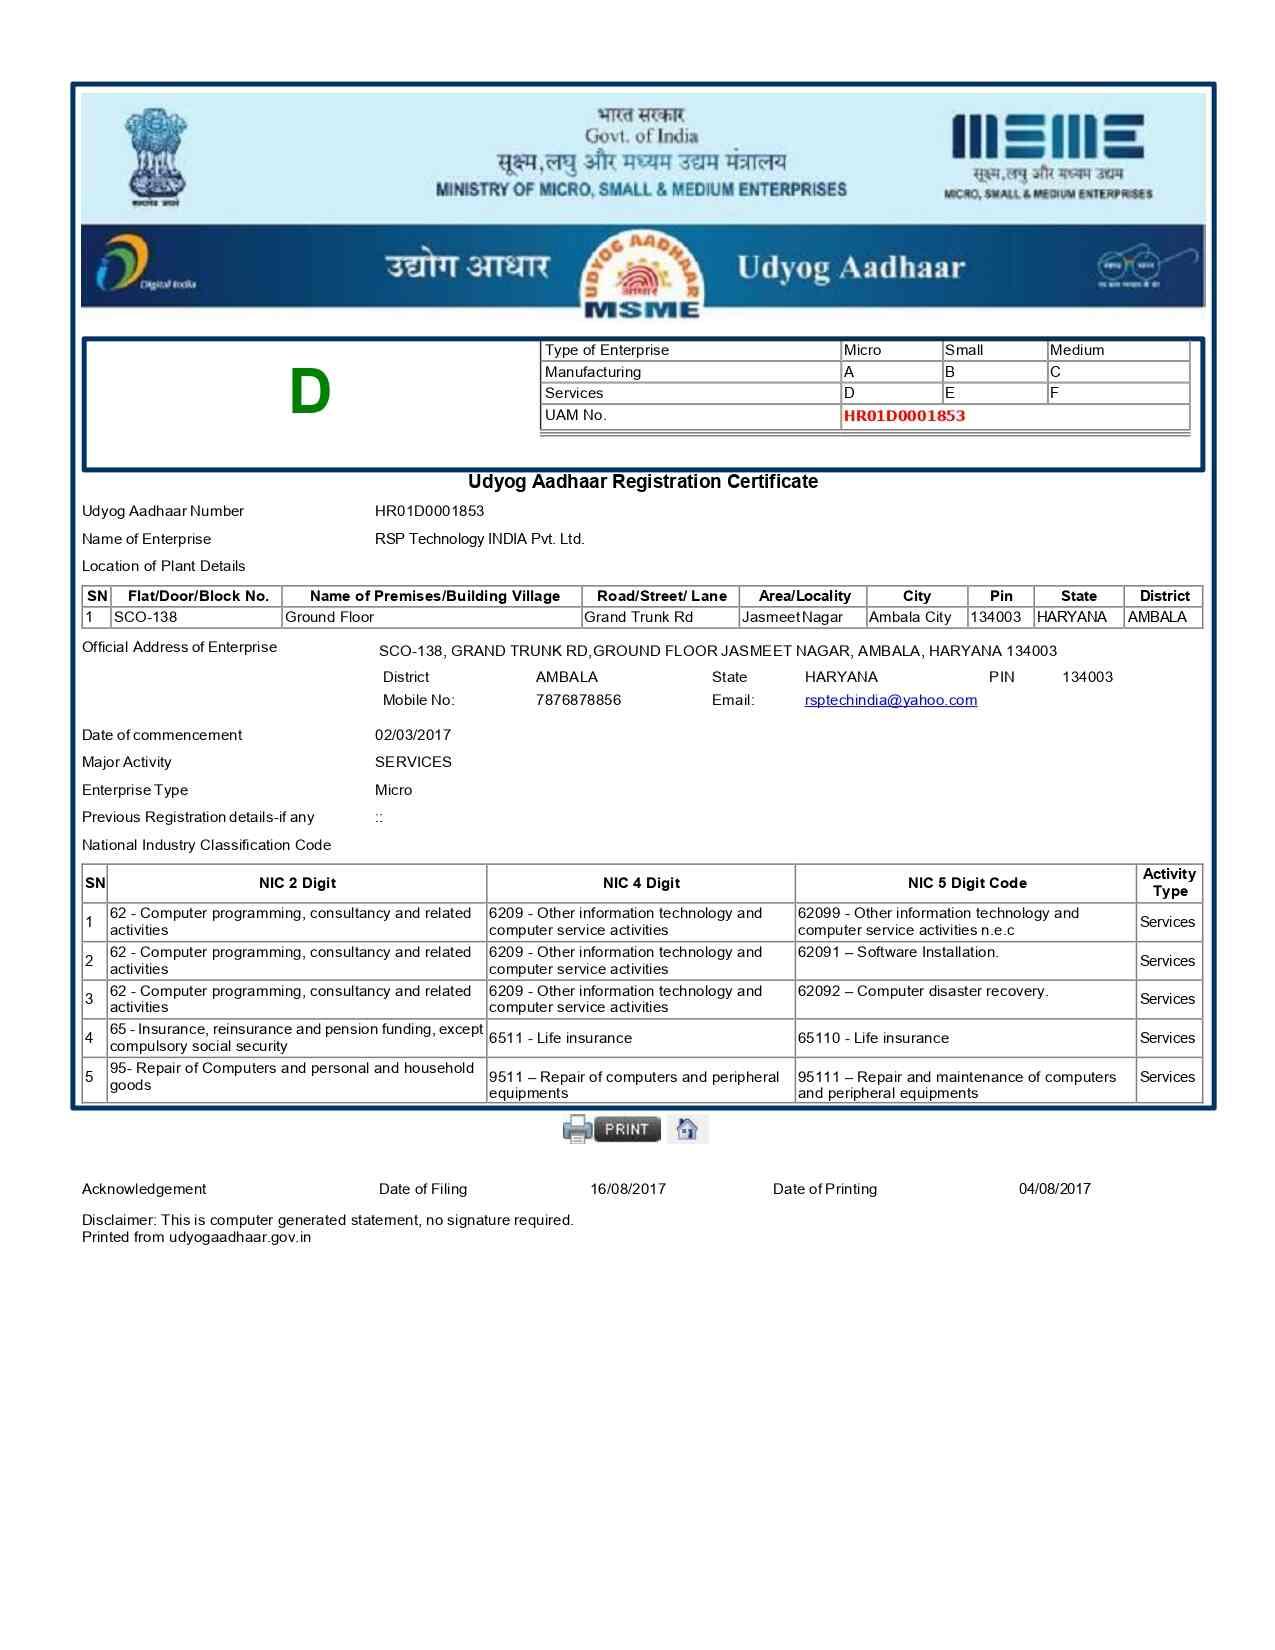 भारत सरकार
Govt. of India
सूक्ष्म,लघु और मध्यम उद्यम मंत्रालय
MINISTRY OF MICRO, SMALL & MEDIUM ENTERPRISES
सत्यमेव जयते
MSME
सूक्ष्म,लघु और मध्यम उद्यम
MICRO, SMALL & MEDIUM ENTERPRISES
Digital India
उद्योग आधार
UDYOG AADHAAR
आधार
MSME
Udyog Aadhaar
D
Type of Enterprise Micro Small Medium
Manufacturing A B C
Services D E F
UAM No. HR01D0001853
Udyog Aadhaar Registration Certificate
Udyog Aadhaar Number HR01D0001853
Name of Enterprise RSP Technology INDIA Pvt. Ltd.
Location of Plant Details
SN Flat/Door/Block No. Name of Premises/Building Village Road/Street/ Lane Area/Locality City Pin State District
1 SCO-138 Ground Floor Grand Trunk Rd Jasmeet Nagar Ambala City 134003 HARYANA AMBALA
Official Address of Enterprise SCO-138, GRAND TRUNK RD,GROUND FLOOR JASMEET NAGAR, AMBALA, HARYANA 134003
District AMBALA State HARYANA PIN 134003
Mobile No: 7876878856 Email: rsptechindia@yahoo.com
Date of commencement 02/03/2017
Major Activity SERVICES
Enterprise Type Micro
Previous Registration details-if any ::
National Industry Classification Code
SN NIC 2 Digit NIC 4 Digit NIC 5 Digit Code Activity Type
1 62 - Computer programming, consultancy and related activities 6209 - Other information technology and computer service activities 62099 - Other information technology and computer service activities n.e.c Services
2 62 - Computer programming, consultancy and related activities 6209 - Other information technology and computer service activities 62091 – Software Installation. Services
3 62 - Computer programming, consultancy and related activities 6209 - Other information technology and computer service activities 62092 – Computer disaster recovery. Services
4 65 - Insurance, reinsurance and pension funding, except compulsory social security 6511 - Life insurance 65110 - Life insurance Services
5 95- Repair of Computers and personal and household goods 9511 – Repair of computers and peripheral equipments 95111 – Repair and maintenance of computers and peripheral equipments Services
PRINT
Acknowledgement Date of Filing 16/08/2017 Date of Printing 04/08/2017
Disclaimer: This is computer generated statement, no signature required.
Printed from udyogaadhaar.gov.in